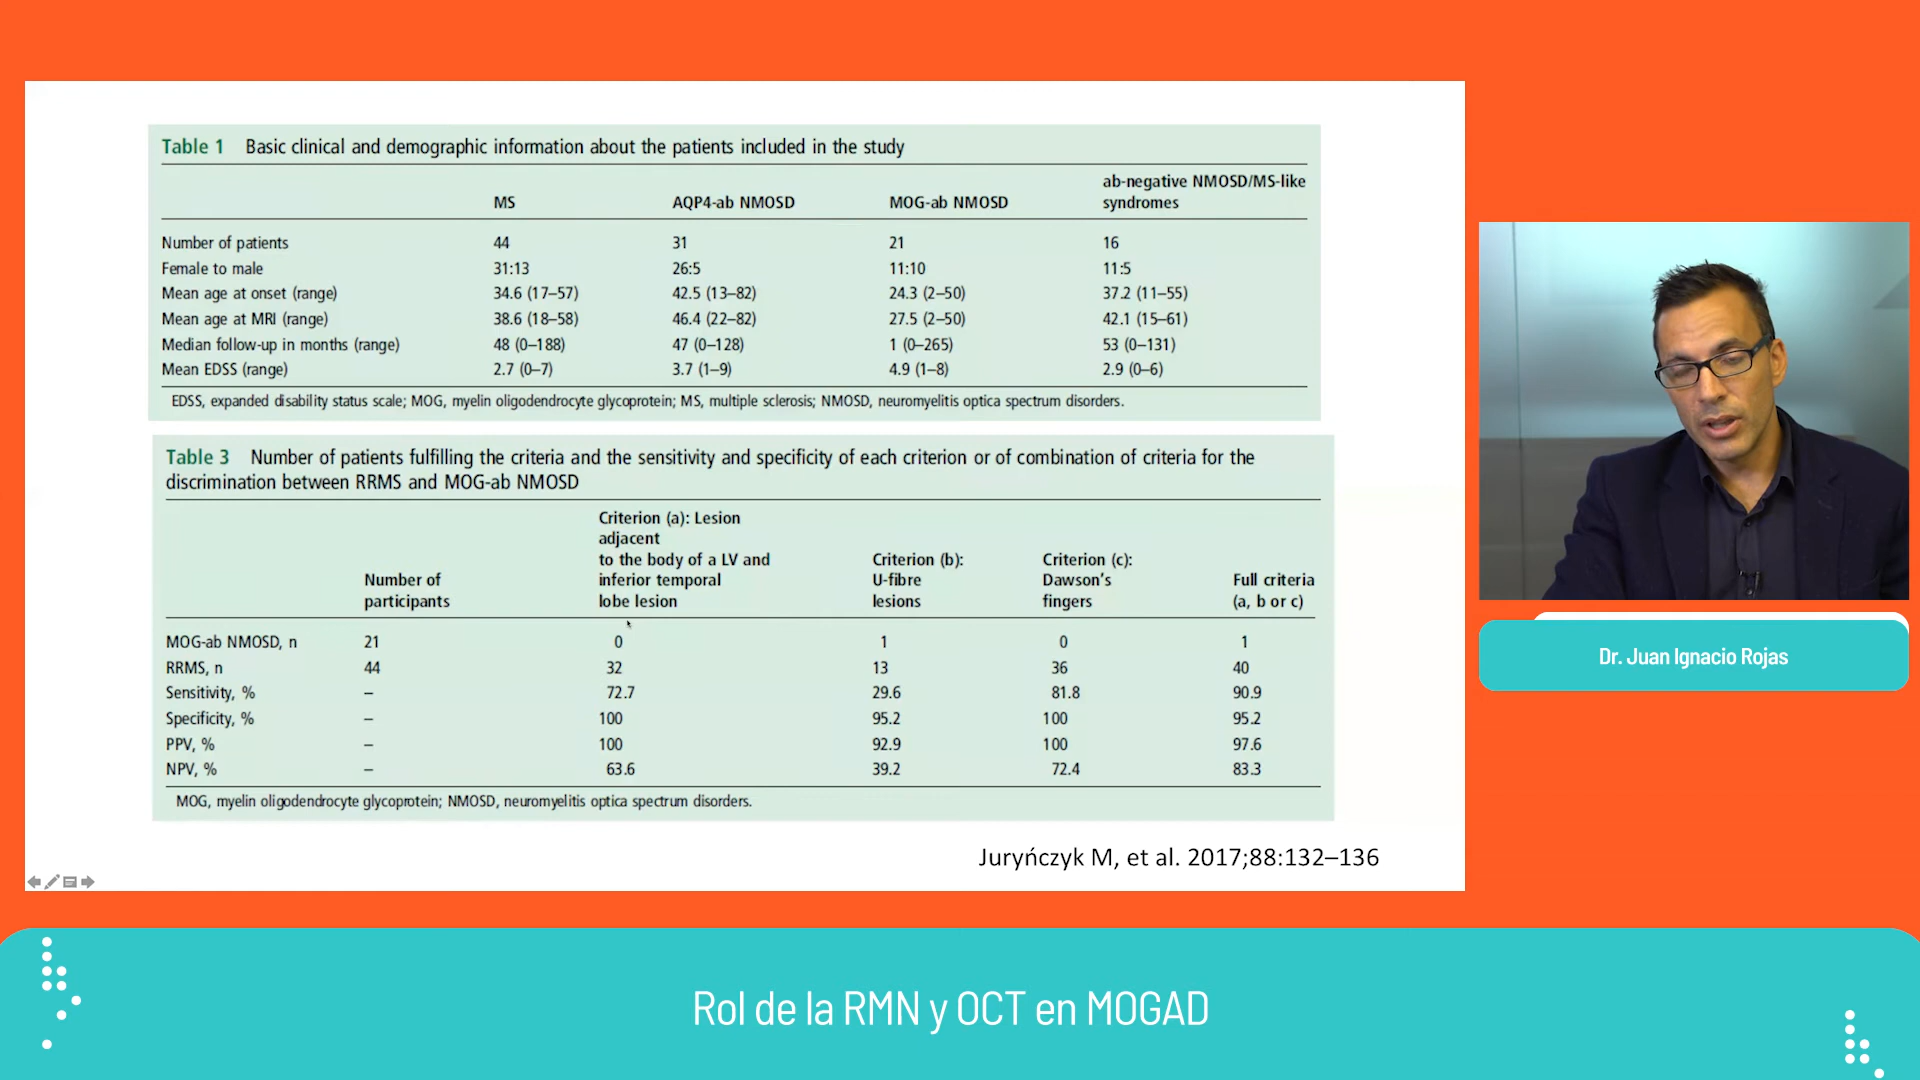 Table 1 Basic clinical and demographic information about the patients included in the study
MS AQP4-ab NMOSD MOG-ab NMOSD ab-negative NMOSD/MS-like syndromes
Number of patients 44 31 21 16
Female to male 31:13 26:5 11:10 11:5
Mean age at onset (range) 34.6 (17–57) 42.5 (13–82) 24.3 (2–50) 37.2 (11–55)
Mean age at MRI (range) 38.6 (18–58) 46.4 (22–82) 27.5 (2–50) 42.1 (15–61)
Median follow-up in months (range) 48 (0–188) 47 (0–128) 1 (0–265) 53 (0–131)
Mean EDSS (range) 2.7 (0–7) 3.7 (1–9) 4.9 (1–8) 2.9 (0–6)
EDSS, expanded disability status scale; MOG, myelin oligodendrocyte glycoprotein; MS, multiple sclerosis; NMOSD, neuromyelitis optica spectrum disorders.
Table 3 Number of patients fulfilling the criteria and the sensitivity and specificity of each criterion or of combination of criteria for the
discrimination between RRMS and MOG-ab NMOSD
Number of
participants
Criterion (a): Lesion
adjacent
to the body of a LV and
inferior temporal
lobe lesion
Criterion (b):
U-fibre
lesions
Criterion (c):
Dawson's
fingers
Full criteria
(a, b or c)
MOG-ab NMOSD, n 21 0 1 0 1
RRMS, n 44 32 13 36 40
Sensitivity, % – 72.7 29.6 81.8 90.9
Specificity, % – 100 95.2 100 95.2
PPV, % – 100 92.9 100 97.6
NPV, % – 63.6 39.2 72.4 83.3
MOG, myelin oligodendrocyte glycoprotein; NMOSD, neuromyelitis optica spectrum disorders.
Juryńczyk M, et al. 2017;88:132–136
Dr. Juan Ignacio Rojas
Rol de la RMN y OCT en MOGAD